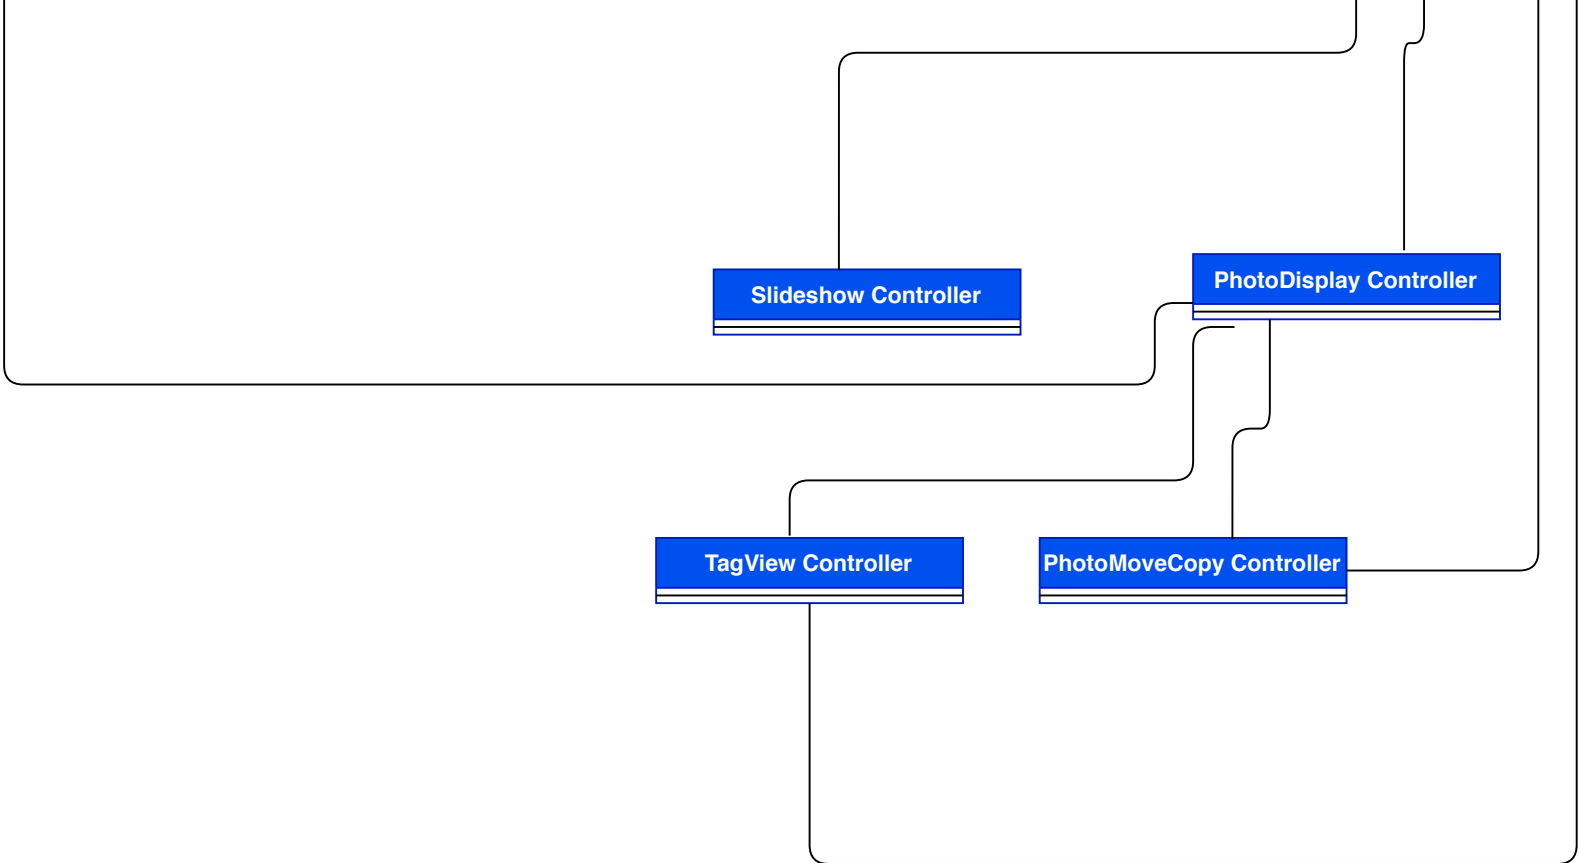 PhotoDisplay Controller
Slideshow Controller
TagView Controller
PhotoMoveCopy Controller